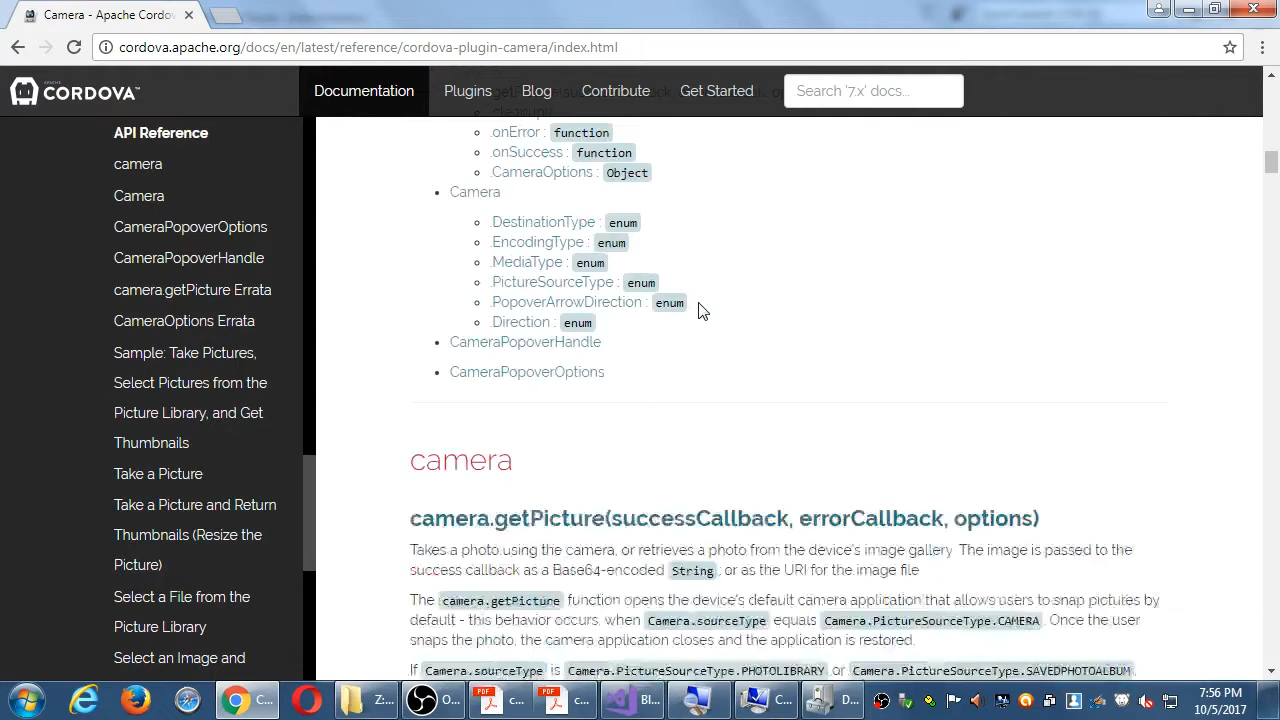 Camera - Apache Cordo
cordova.apache.org/docs/en/latest/reference/cordova-plugin-camera/index.html
APACHE
CORDOVA™
Documentation
Plugins
Blog
Contribute
Get Started
Search '7.x' docs...
API Reference
camera
Camera
CameraPopoverOptions
CameraPopoverHandle
camera.getPicture Errata
CameraOptions Errata
Sample: Take Pictures,
Select Pictures from the
Picture Library, and Get
Thumbnails
Take a Picture
Take a Picture and Return
Thumbnails (Resize the
Picture)
Select a File from the
Picture Library
Select an Image and
.onError : function
.onSuccess : function
.CameraOptions : Object
Camera
.DestinationType : enum
.EncodingType : enum
.MediaType : enum
.PictureSourceType : enum
.PopoverArrowDirection : enum
.Direction : enum
CameraPopoverHandle
CameraPopoverOptions
camera
camera.getPicture(successCallback, errorCallback, options)
Takes a photo using the camera, or retrieves a photo from the device's image gallery. The image is passed to the
success callback as a Base64-encoded String, or as the URI for the image file
The camera.getPicture function opens the device's default camera application that allows users to snap pictures by
default - this behavior occurs, when Camera.sourceType equals Camera.PictureSourceType.CAMERA. Once the user
snaps the photo, the camera application closes and the application is restored.
If Camera.sourceType is Camera.PictureSourceType.PHOTOLIBRARY or Camera.PictureSourceType.SAVEDPHOTOALBUM,
C...
Z:...
O...
PDF
c...
PDF
c...
Bl...
C...
D...
7:56 PM
10/5/2017